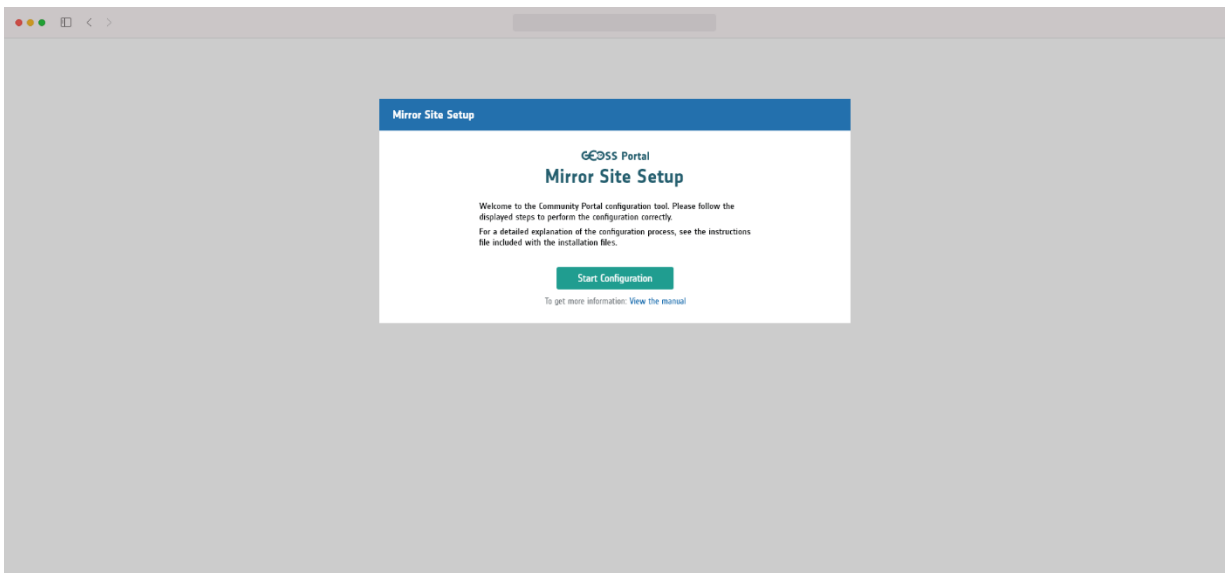 Mirror Site Setup
GEOSS Portal
Mirror Site Setup
Welcome to the Community Portal configuration tool. Please follow the
displayed steps to perform the configuration correctly.
For a detailed explanation of the configuration process, see the instructions
file included with the installation files.
Start Configuration
To get more information: View the manual